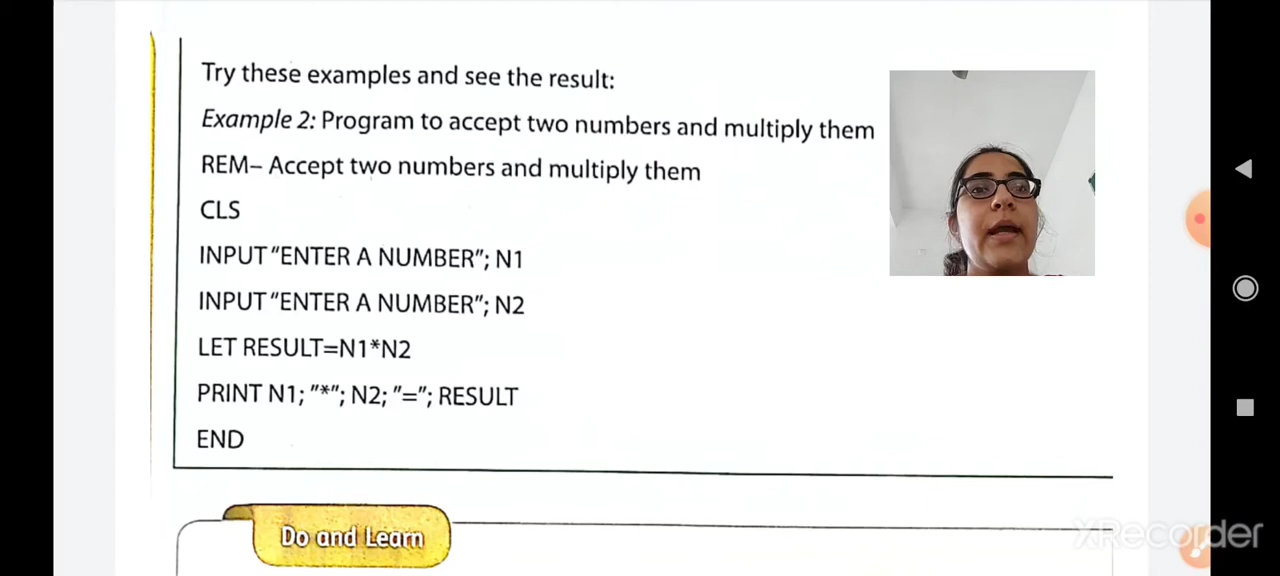 Try these examples and see the result:
Example 2: Program to accept two numbers and multiply them
REM– Accept two numbers and multiply them
CLS
INPUT "ENTER A NUMBER"; N1
INPUT "ENTER A NUMBER"; N2
LET RESULT=N1*N2
PRINT N1; "*"; N2; "="; RESULT
END
Do and Learn
XRecorder